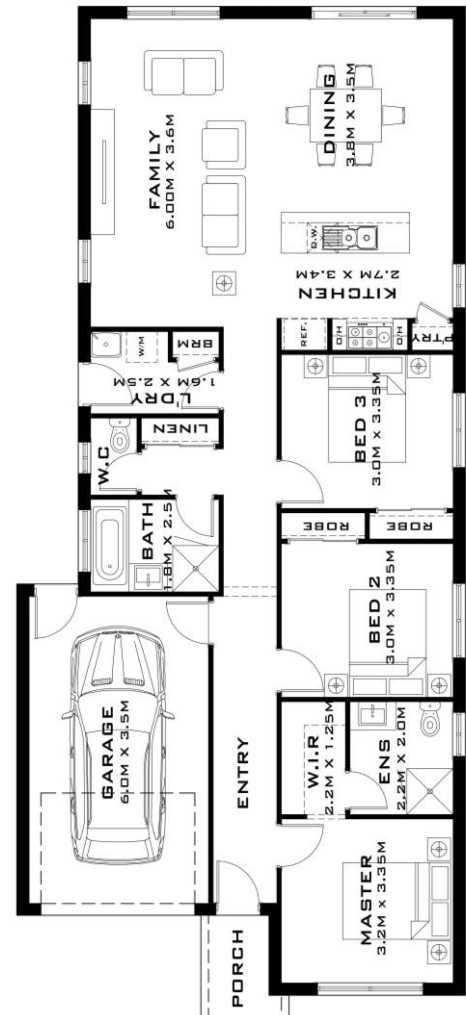 FAMILY
6.00M X 3.6M
DINING
3.8M X 3.5M
D.W.
KITCHEN
2.7M X 3.4M
REF.
O/H
O/H
P'TRY
W/M
BRM
L'DRY
1.6M X 2.5M
LINEN
W.C
BATH
1.8M X 2.5M
BED 3
3.0M X 3.35M
ROBE
ROBE
BED 2
3.0M X 3.35M
GARAGE
6.0M X 3.5M
ENTRY
W.I.R
2.2M X 1.25M
ENS
2.2M X 2.0M
MASTER
3.2M X 3.35M
PORCH